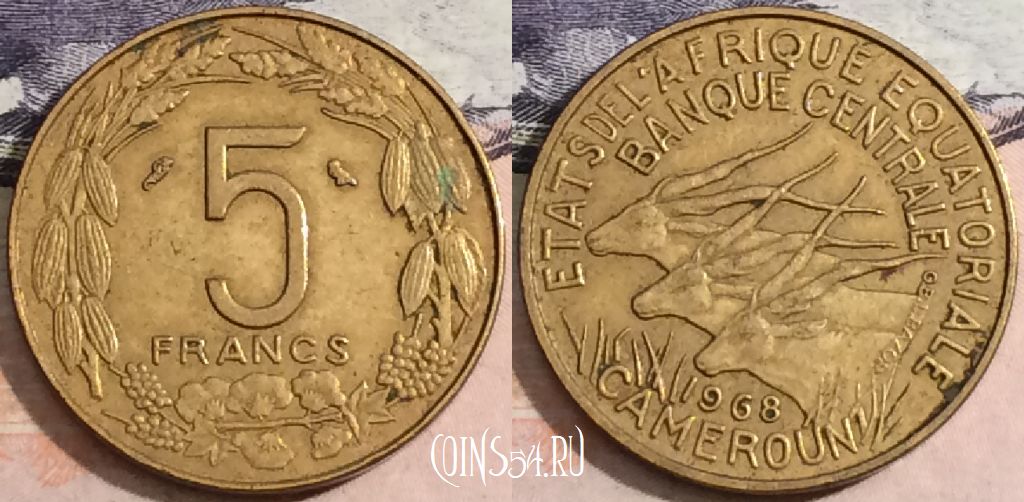 5
FRANCS
ETATS DE L'AFRIQUE EQUATORIALE
BANQUE CENTRALE
1968
CAMEROUN
COINS54.RU